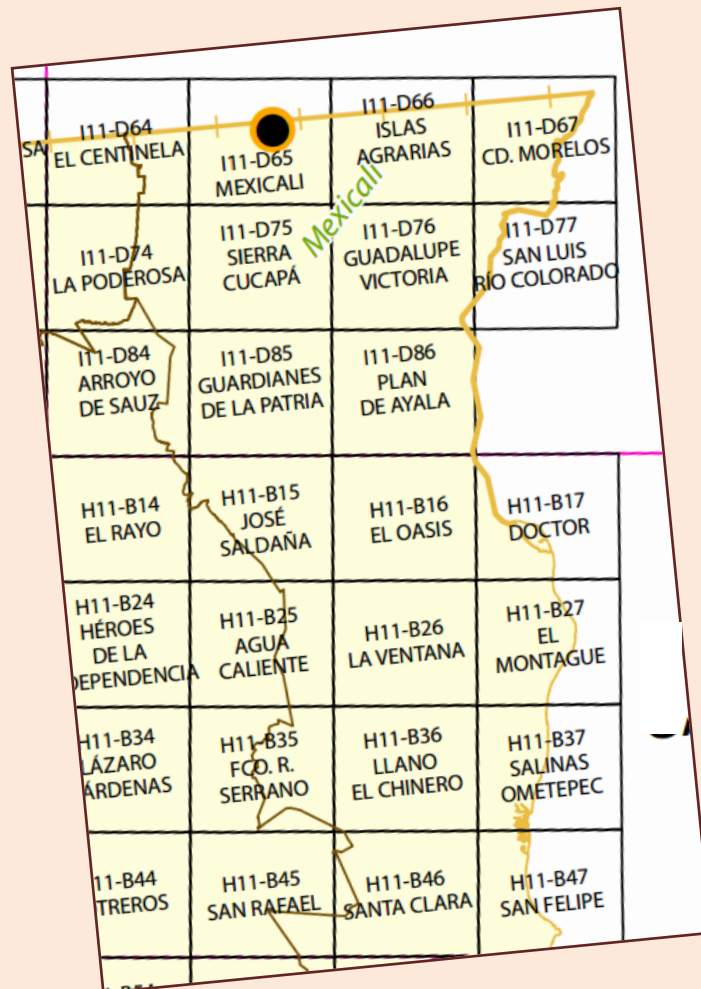 SA
I11-D64
EL CENTINELA
I11-D65
MEXICALI
I11-D66
ISLAS
AGRARIAS
I11-D67
CD. MORELOS
Mexicali
I11-D74
LA PODEROSA
I11-D75
SIERRA
CUCAPÁ
I11-D76
GUADALUPE
VICTORIA
I11-D77
SAN LUIS
RÍO COLORADO
I11-D84
ARROYO
DE SAUZ
I11-D85
GUARDIANES
DE LA PATRIA
I11-D86
PLAN
DE AYALA
H11-B14
EL RAYO
H11-B15
JOSÉ
SALDAÑA
H11-B16
EL OASIS
H11-B17
DOCTOR
H11-B24
HÉROES
DE LA
DEPENDENCIA
H11-B25
AGUA
CALIENTE
H11-B26
LA VENTANA
H11-B27
EL
MONTAGUE
H11-B34
LÁZARO
ÁRDENAS
H11-B35
FCO. R.
SERRANO
H11-B36
LLANO
EL CHINERO
H11-B37
SALINAS
OMETEPEC
11-B44
TREROS
H11-B45
SAN RAFAEL
H11-B46
SANTA CLARA
H11-B47
SAN FELIPE